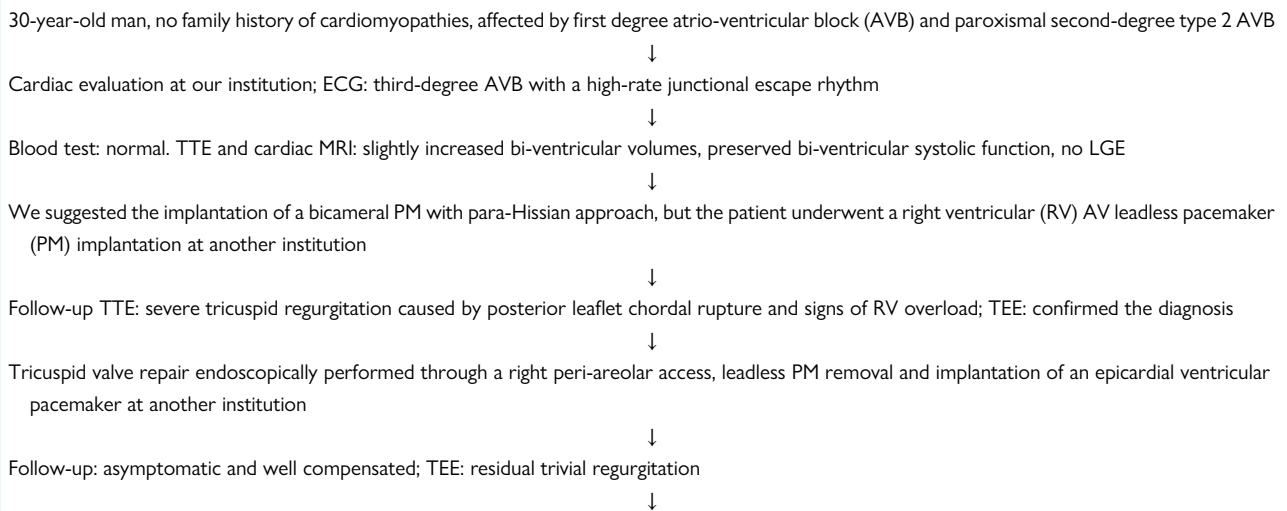 30-year-old man, no family history of cardiomyopathies, affected by first degree atrio-ventricular block (AVB) and paroxismal second-degree type 2 AVB
↓
Cardiac evaluation at our institution; ECG: third-degree AVB with a high-rate junctional escape rhythm
↓
Blood test: normal. TTE and cardiac MRI: slightly increased bi-ventricular volumes, preserved bi-ventricular systolic function, no LGE
↓
We suggested the implantation of a bicameral PM with para-Hissian approach, but the patient underwent a right ventricular (RV) AV leadless pacemaker
(PM) implantation at another institution
↓
Follow-up TTE: severe tricuspid regurgitation caused by posterior leaflet chordal rupture and signs of RV overload; TEE: confirmed the diagnosis
↓
Tricuspid valve repair endoscopically performed through a right peri-areolar access, leadless PM removal and implantation of an epicardial ventricular
pacemaker at another institution
↓
Follow-up: asymptomatic and well compensated; TEE: residual trivial regurgitation
↓